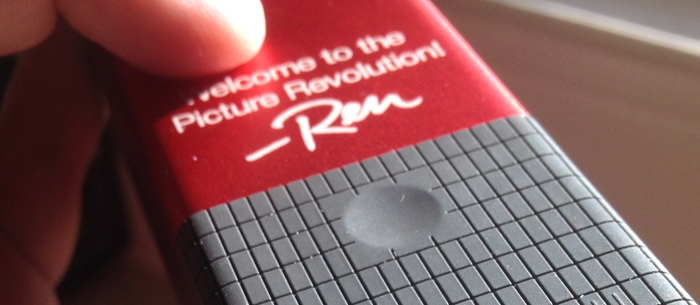 Welcome to the
Picture Revolution!
—Ren